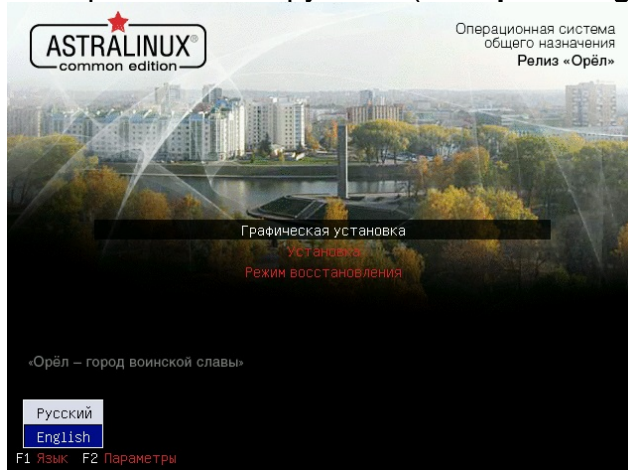 ASTRALINUX®
common edition
Операционная система
общего назначения
Релиз «Орёл»
Графическая установка
Установка
Режим восстановления
«Орёл – город воинской славы»
Русский
English
F1 Язык F2 Параметры